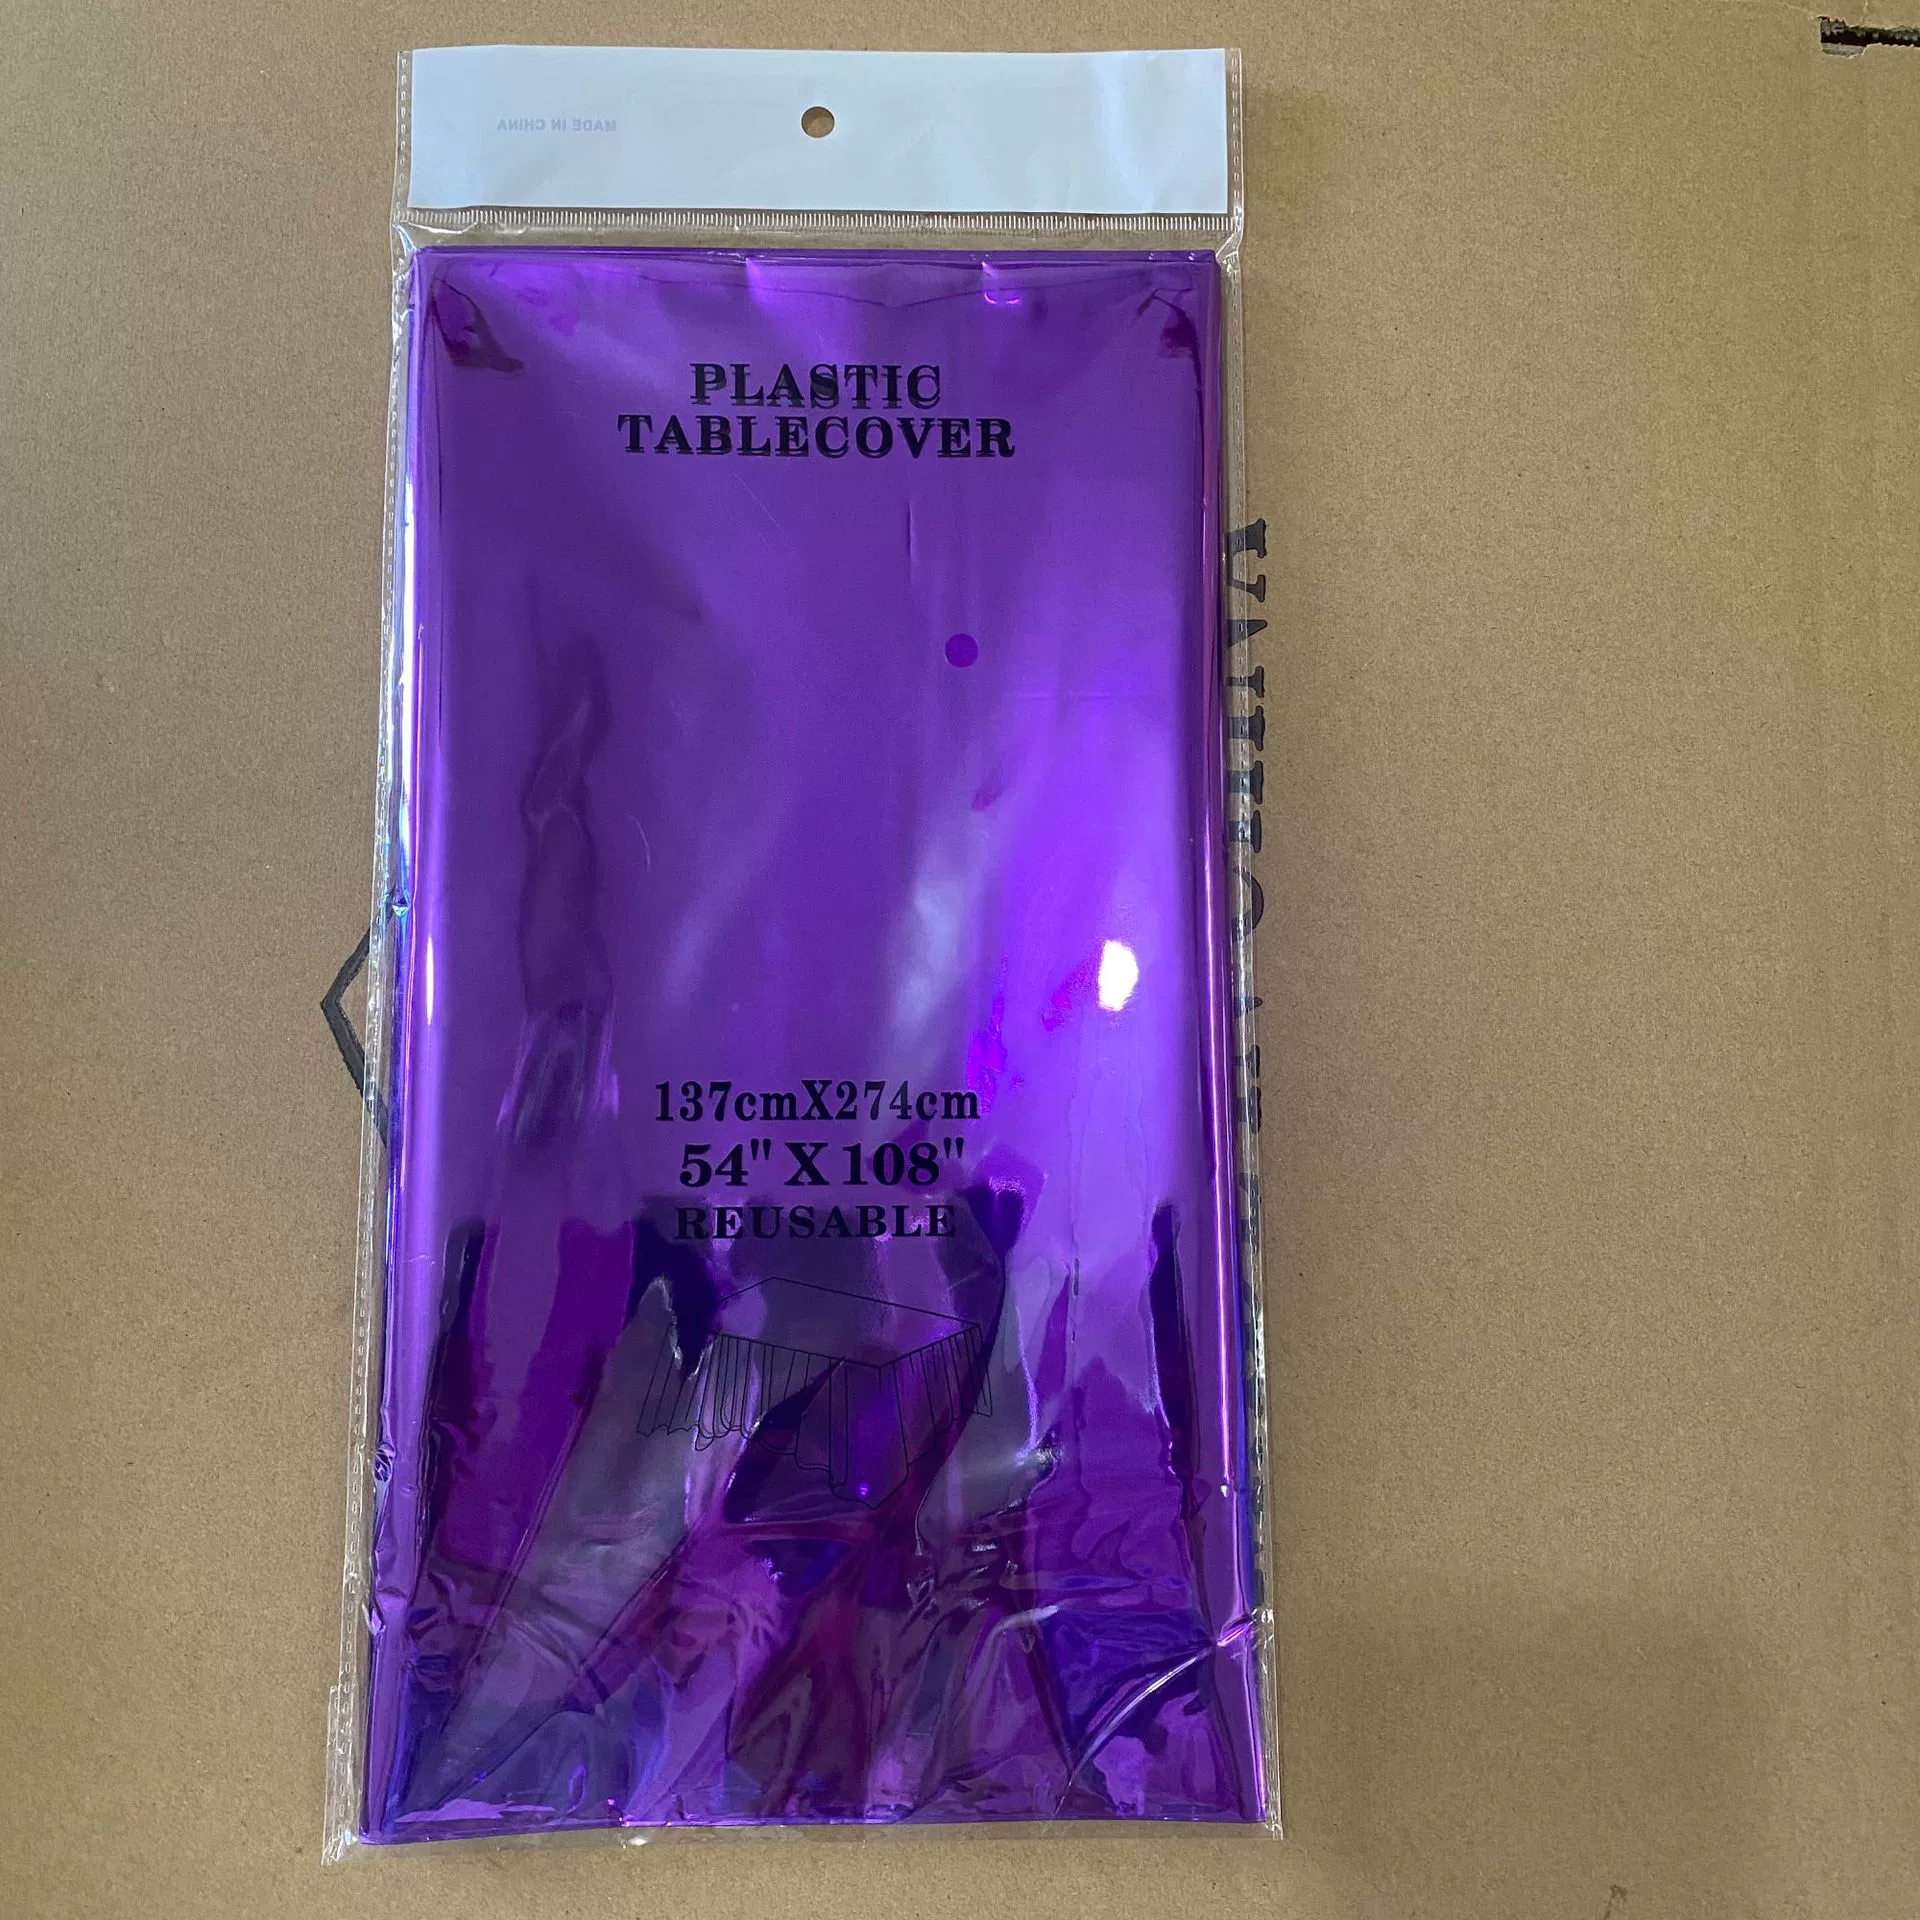 MADE IN CHINA
PLASTIC
TABLECOVER
137cmX274cm
54" X 108"
REUSABLE